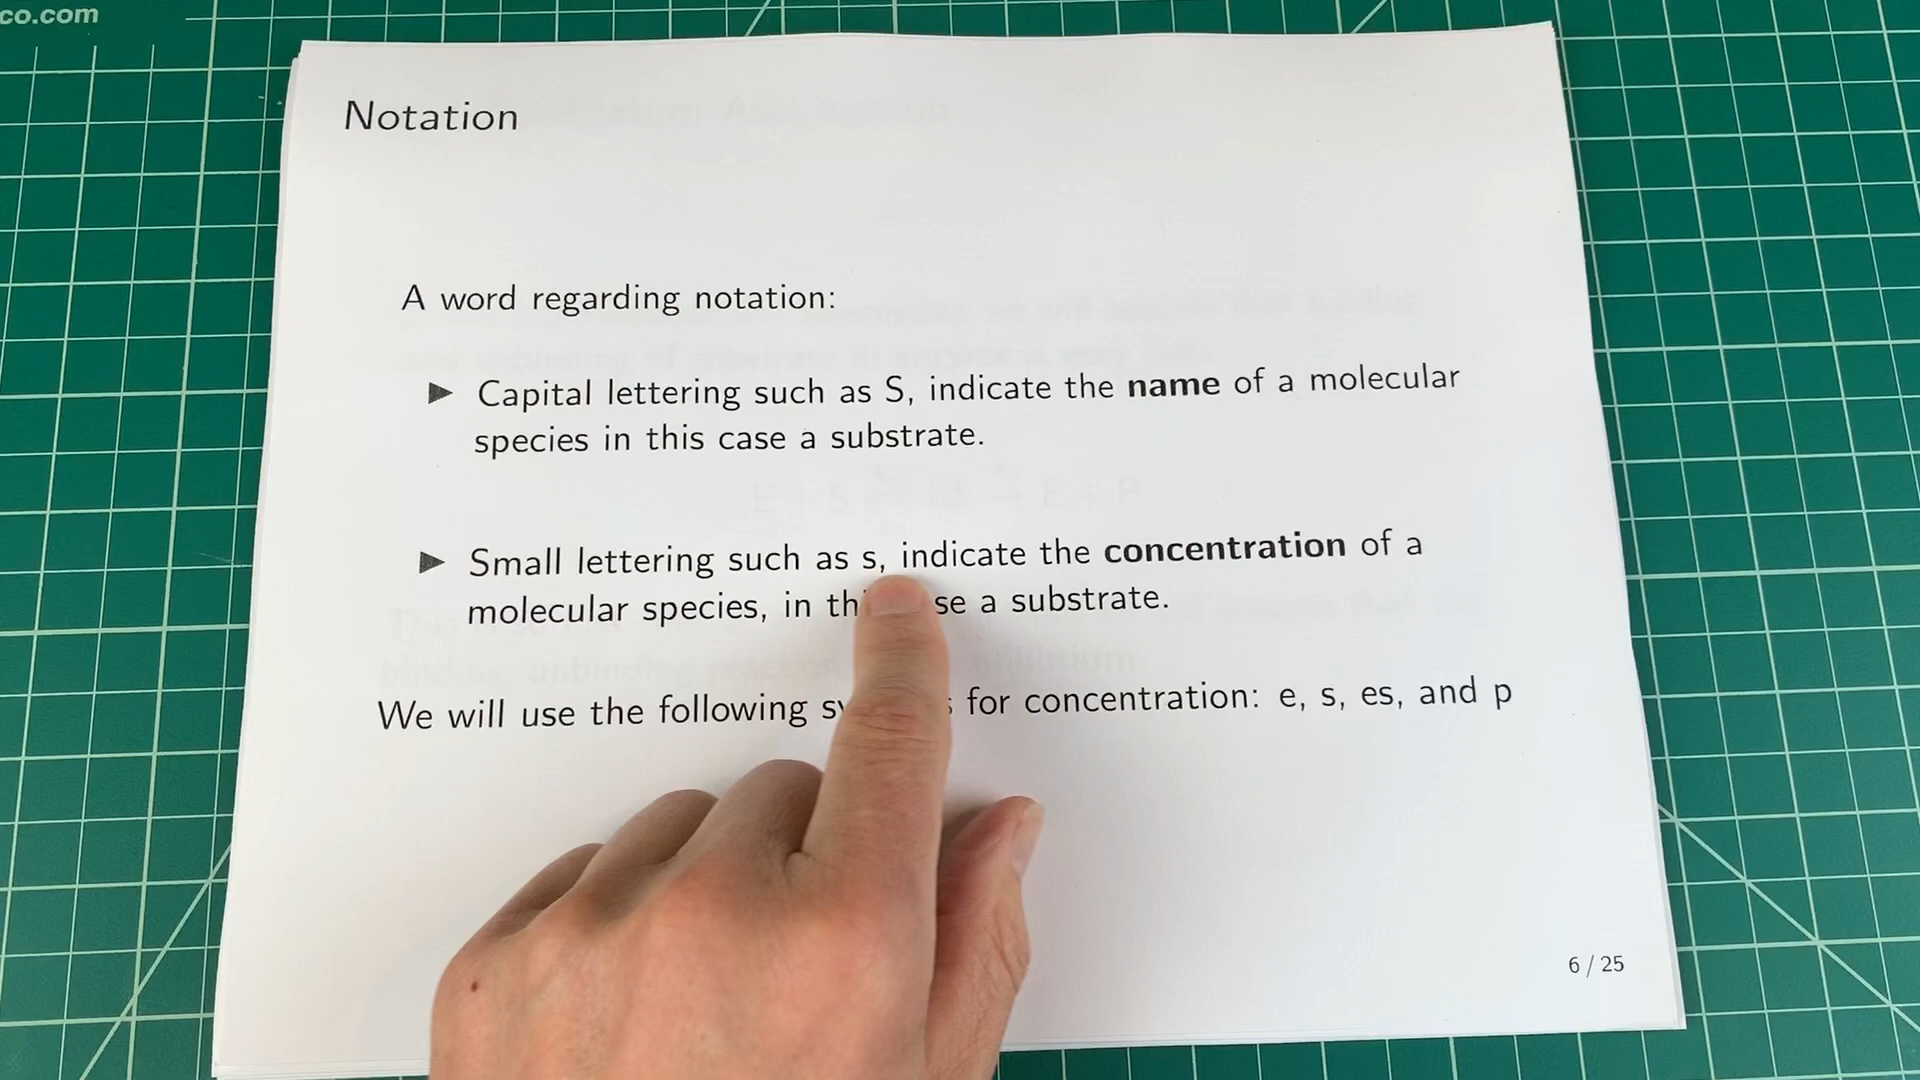 co.com
Notation
A word regarding notation:
▶ Capital lettering such as S, indicate the name of a molecular
species in this case a substrate.
▶ Small lettering such as s, indicate the concentration of a
molecular species, in se a substrate.
We will use the following for concentration: e, s, es, and p
6 / 25